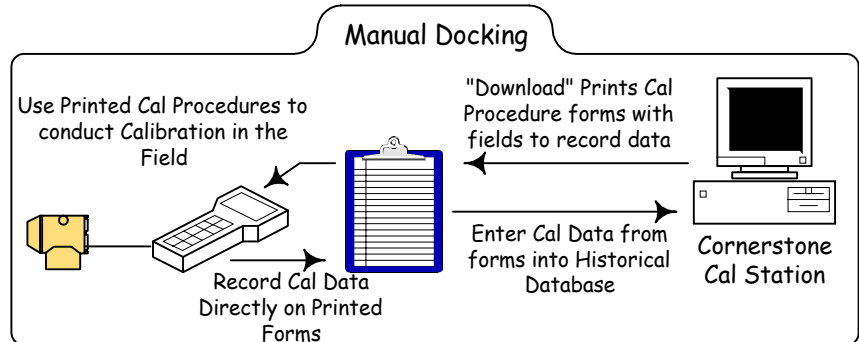 Manual Docking
Use Printed Cal Procedures to
conduct Calibration in the
Field
"Download" Prints Cal
Procedure forms with
fields to record data
Record Cal Data
Directly on Printed
Forms
Enter Cal Data from
forms into Historical
Database
Cornerstone
Cal Station